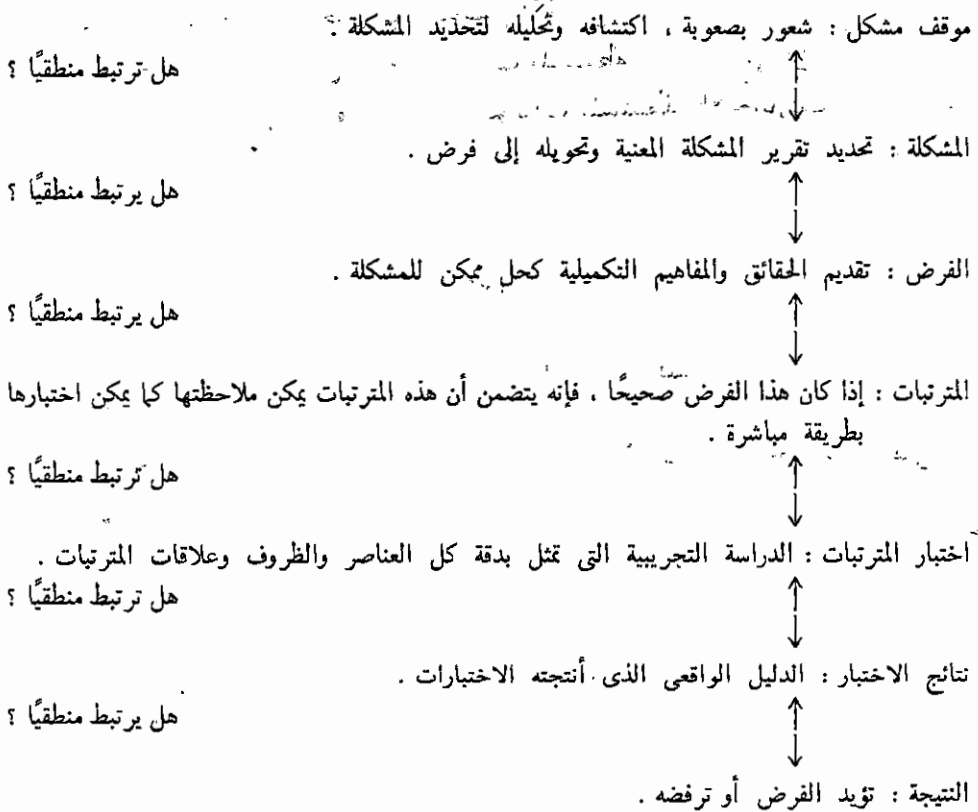 موقف مشكل : شعور بصعوبة ، اكتشافه وتحليله لتحديد المشكلة .
هل ترتبط منطقيًّا ؟
المشكلة : تحديد تقرير المشكلة المعنية وتحويله إلى فرض .
هل يرتبط منطقيًّا ؟
الفرض : تقديم الحقائق والمفاهيم التكميلية كحل ممكن للمشكلة .
هل يرتبط منطقيًّا ؟
المترتبات : إذا كان هذا الفرض صحيحًا ، فإنه يتضمن أن هذه المترتبات يمكن ملاحظتها كما يمكن اختبارها
بطريقة مباشرة .
هل ترتبط منطقيًّا ؟
اختبار المترتبات : الدراسة التجريبية التى تمثل بدقة كل العناصر والظروف وعلاقات المترتبات .
هل ترتبط منطقيًّا ؟
نتائج الاختبار : الدليل الواقعى الذى أنتجته الاختبارات .
هل يرتبط منطقيًّا ؟
النتيجة : تؤيد الفرض أو ترفضه .